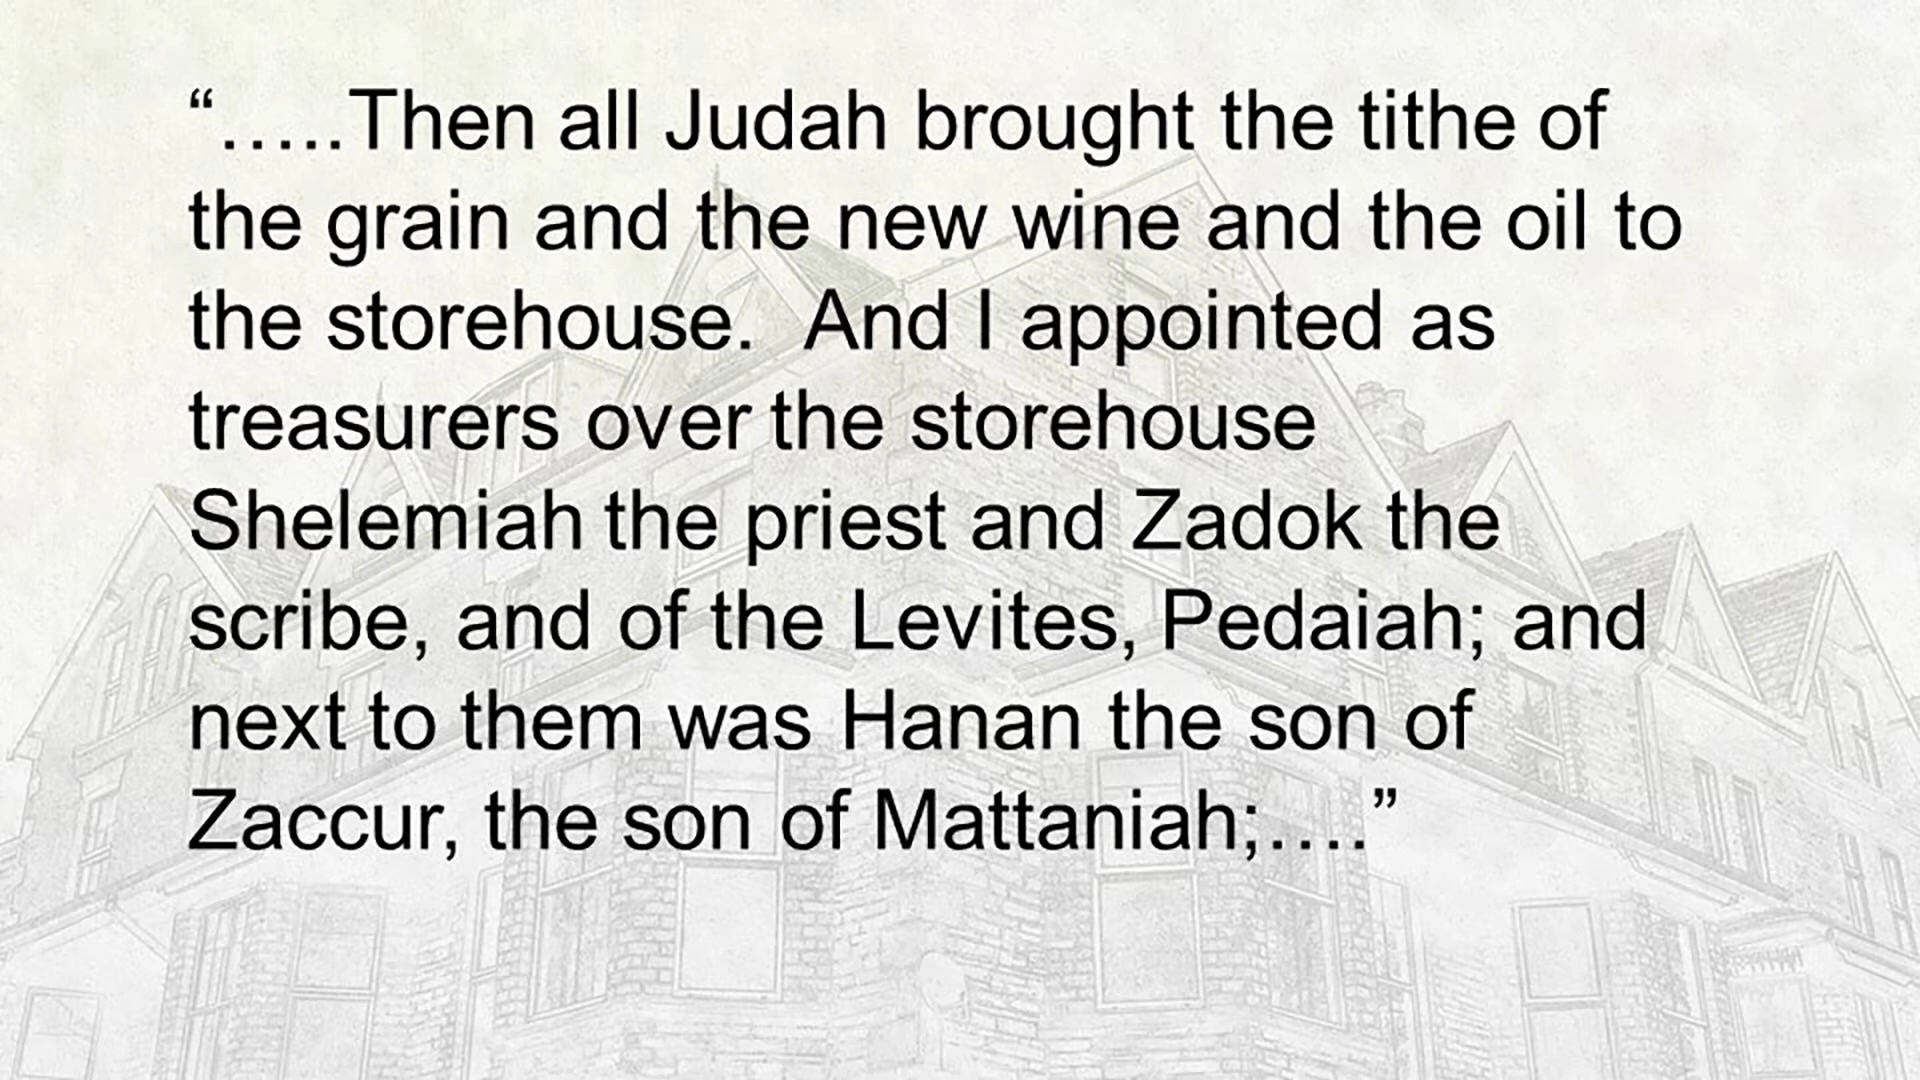 “…..Then all Judah brought the tithe of
the grain and the new wine and the oil to
the storehouse.  And I appointed as
treasurers over the storehouse
Shelemiah the priest and Zadok the
scribe, and of the Levites, Pedaiah; and
next to them was Hanan the son of
Zaccur, the son of Mattaniah;….”